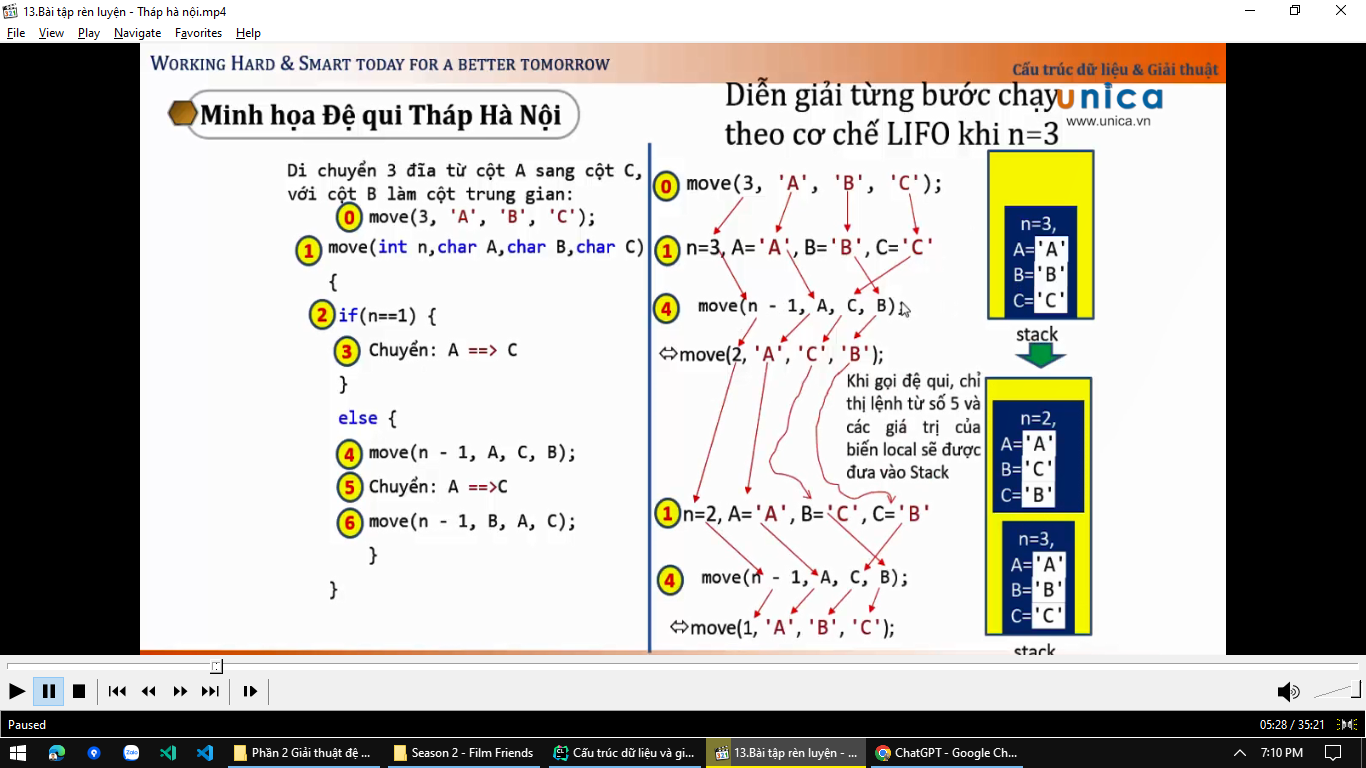 13.Bài tập rèn luyện - Tháp hà nội.mp4
File View Play Navigate Favorites Help
WORKING HARD & SMART TODAY FOR A BETTER TOMORROW
Cấu trúc dữ liệu & Giải thuật
Minh họa Đệ qui Tháp Hà Nội
Diễn giải từng bước chạy
theo cơ chế LIFO khi n=3
unica
www.unica.vn
Di chuyển 3 đĩa từ cột A sang cột C,
với cột B làm cột trung gian:
0 move(3, 'A', 'B', 'C');
1 move(int n,char A,char B,char C)
{
2 if(n==1) {
3 Chuyển: A ==> C
}
else {
4 move(n - 1, A, C, B);
5 Chuyển: A ==>C
6 move(n - 1, B, A, C);
}
}
0 move(3, 'A', 'B', 'C');
1 n=3, A='A', B='B', C='C'
4 move(n - 1, A, C, B);
⇔move(2, 'A', 'C', 'B');
Khi gọi đệ qui, chỉ
thị lệnh từ số 5 và
các giá trị của
biến local sẽ được
đưa vào Stack
1 n=2, A='A', B='C', C='B'
4 move(n - 1, A, C, B);
⇔move(1, 'A', 'B', 'C');
n=3,
A='A'
B='B'
C='C'
stack
n=2,
A='A'
B='C'
C='B'
n=3,
A='A'
B='B'
C='C'
stack
Paused
05:28 / 35:21
Zalo
Phần 2 Giải thuật đệ ...
Season 2 - Film Friends
Cấu trúc dữ liệu và gi...
13.Bài tập rèn luyện - ...
ChatGPT - Google Ch...
7:10 PM